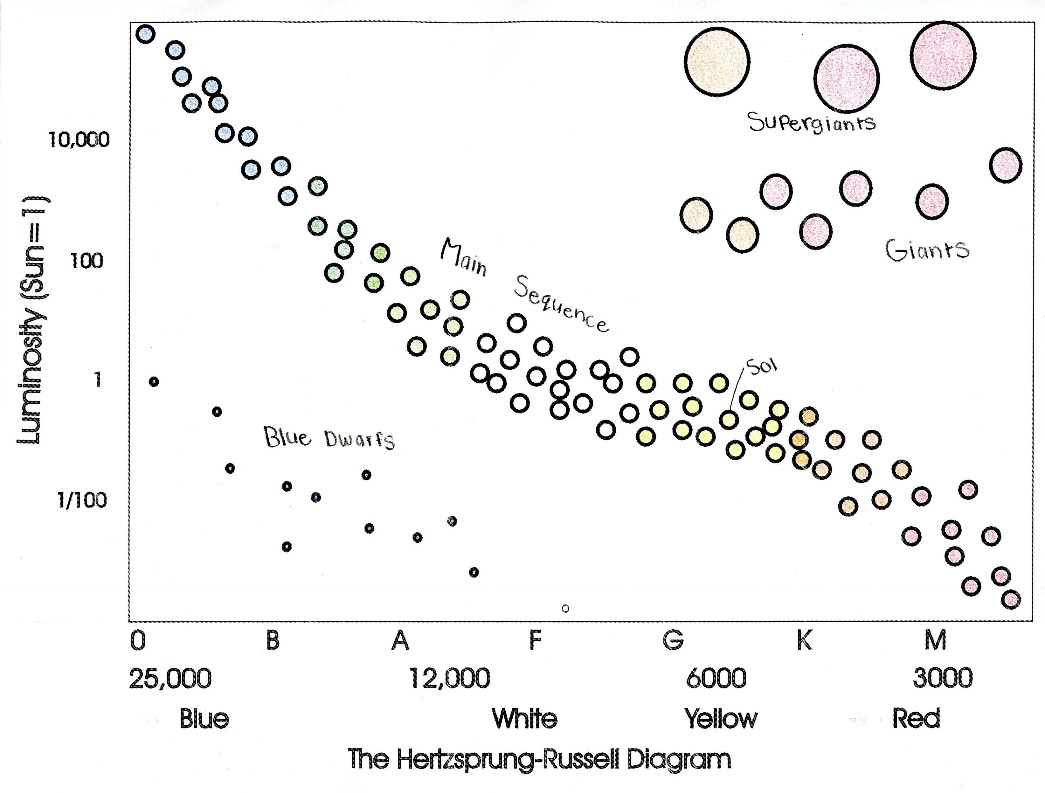 Supergiants
10,000
Giants
100
Main
Sequence
Luminosity (Sun=1)
1
Sol
Blue Dwarfs
1/100
O B A F G K M
25,000 12,000 6000 3000
Blue White Yellow Red
The Hertzsprung-Russell Diagram